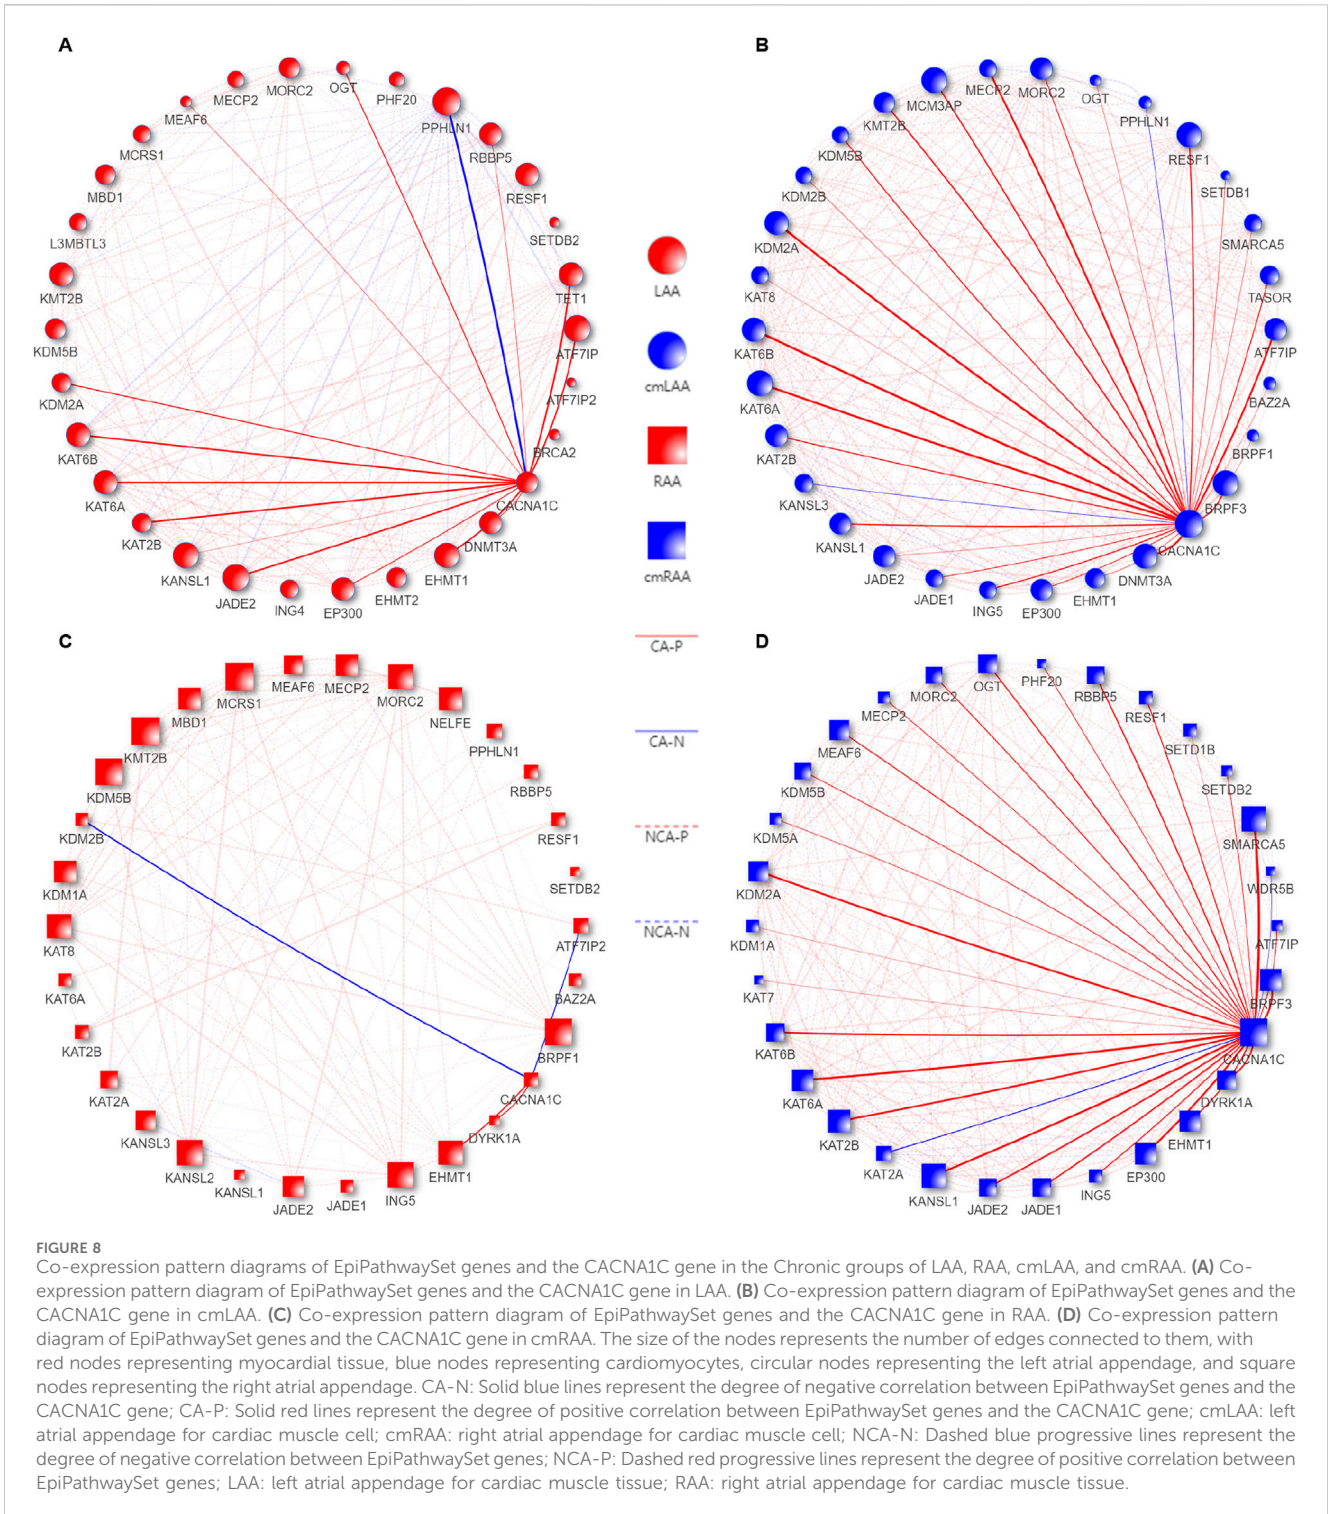 A
OGT
MORC2
PHF20
MECP2
MEAF6
PPHLN1
MCRS1
RBBP5
MBD1
RESF1
L3MBTL3
SETDB2
KMT2B
TET1
KDM5B
ATF7IP
KDM2A
ATF7IP2
KAT6B
BRCA2
KAT6A
CACNA1C
KAT2B
DNMT3A
KANSL1
EHMT1
JADE2
EHMT2
ING4
EP300
LAA
cmLAA
RAA
cmRAA
CA-P
CA-N
NCA-P
NCA-N
B
MECP2
MORC2
MCM3AP
OGT
KMT2B
PPHLN1
KDM5B
RESF1
KDM2B
SETDB1
KDM2A
SMARCA5
KAT8
TASOR
KAT6B
ATF7IP
KAT6A
BAZ2A
KAT2B
BRPF1
KANSL3
BRPF3
KANSL1
CACNA1C
JADE2
DNMT3A
JADE1
EHMT1
ING5
EP300
C
MEAF6
MECP2
MCRS1
MORC2
MBD1
NELFE
KMT2B
PPHLN1
KDM5B
RBBP5
KDM2B
RESF1
KDM1A
SETDB2
KAT8
ATF7IP2
KAT6A
BAZ2A
KAT2B
BRPF1
KAT2A
CACNA1C
KANSL3
DYRK1A
KANSL2
EHMT1
KANSL1
ING5
JADE2
JADE1
D
OGT
PHF20
MORC2
RBBP5
MECP2
RESF1
MEAF6
SETD1B
KDM5B
SETDB2
KDM5A
SMARCA5
KDM2A
WDR5B
KDM1A
ATF7IP
KAT7
BRPF3
KAT6B
CACNA1C
KAT6A
DYRK1A
KAT2B
EHMT1
KAT2A
EP300
KANSL1
ING5
JADE2
JADE1
FIGURE 8
Co-expression pattern diagrams of EpiPathwaySet genes and the CACNA1C gene in the Chronic groups of LAA, RAA, cmLAA, and cmRAA. (A) Co-
expression pattern diagram of EpiPathwaySet genes and the CACNA1C gene in LAA. (B) Co-expression pattern diagram of EpiPathwaySet genes and the
CACNA1C gene in cmLAA. (C) Co-expression pattern diagram of EpiPathwaySet genes and the CACNA1C gene in RAA. (D) Co-expression pattern
diagram of EpiPathwaySet genes and the CACNA1C gene in cmRAA. The size of the nodes represents the number of edges connected to them, with
red nodes representing myocardial tissue, blue nodes representing cardiomyocytes, circular nodes representing the left atrial appendage, and square
nodes representing the right atrial appendage. CA-N: Solid blue lines represent the degree of negative correlation between EpiPathwaySet genes and the
CACNA1C gene; CA-P: Solid red lines represent the degree of positive correlation between EpiPathwaySet genes and the CACNA1C gene; cmLAA: left
atrial appendage for cardiac muscle cell; cmRAA: right atrial appendage for cardiac muscle cell; NCA-N: Dashed blue progressive lines represent the
degree of negative correlation between EpiPathwaySet genes; NCA-P: Dashed red progressive lines represent the degree of positive correlation between
EpiPathwaySet genes; LAA: left atrial appendage for cardiac muscle tissue; RAA: right atrial appendage for cardiac muscle tissue.